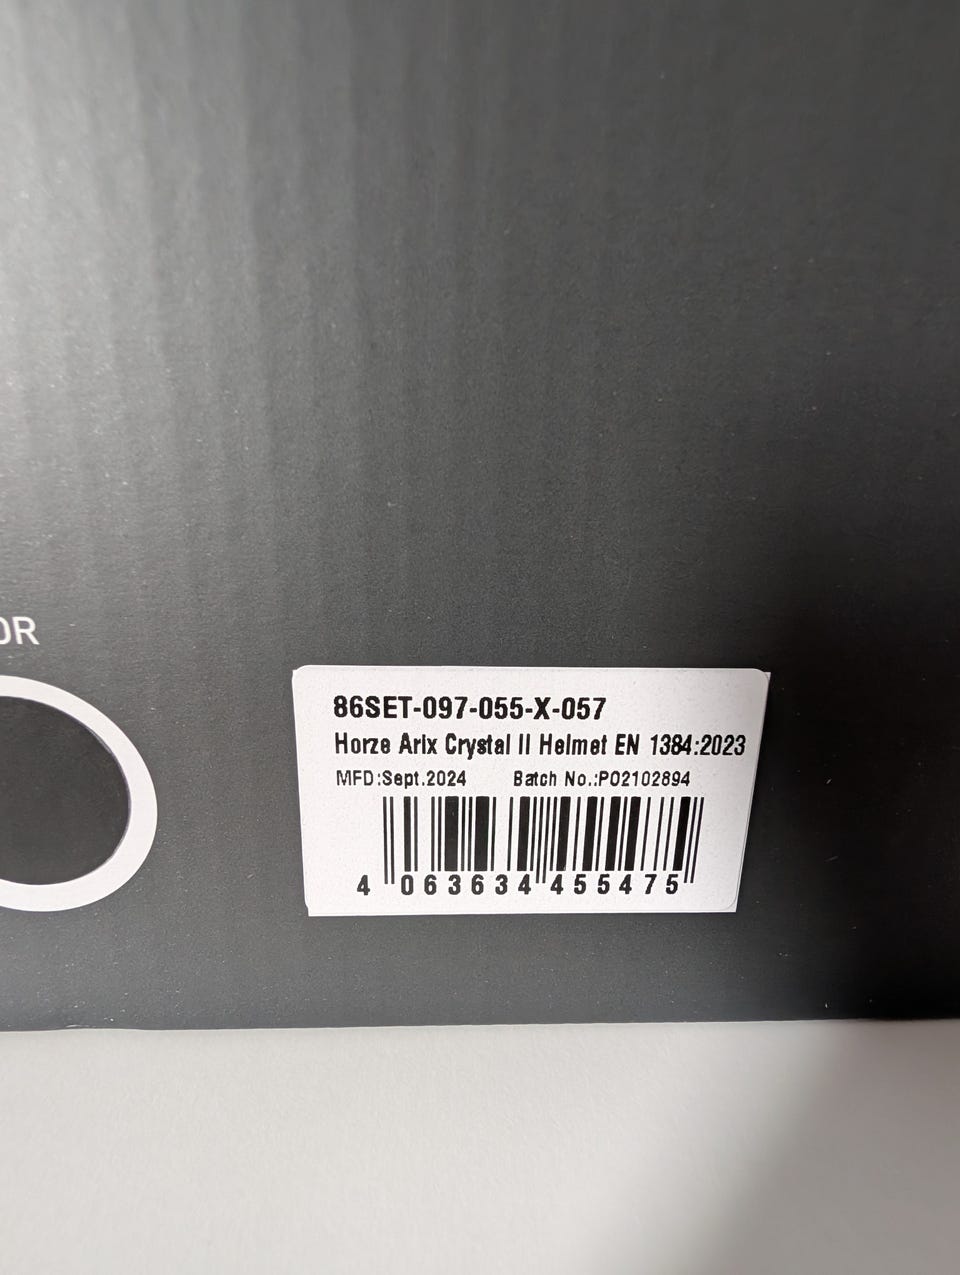 OR
86SET-097-055-X-057
Horze Arix Crystal II Helmet EN 1384:2023
MFD:Sept.2024 Batch No.:PO2102894
4 063634 455475